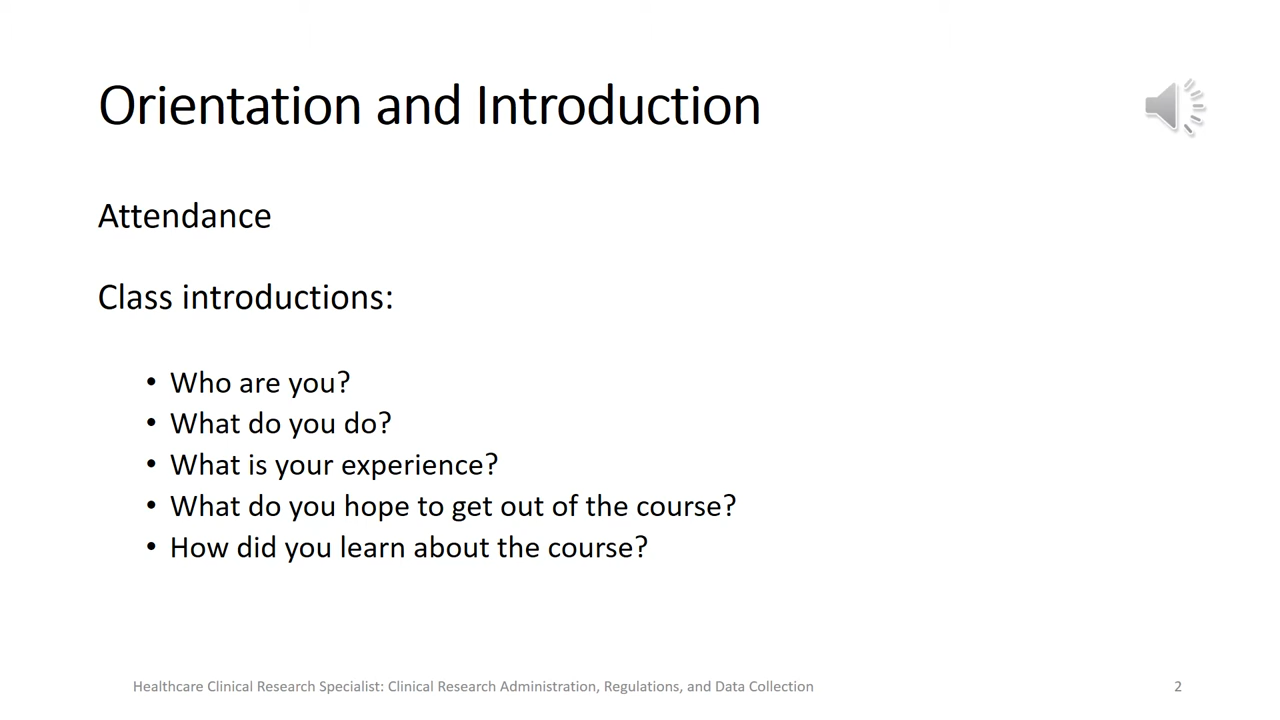 Orientation and Introduction
Attendance
Class introductions:
• Who are you?
• What do you do?
• What is your experience?
• What do you hope to get out of the course?
• How did you learn about the course?
Healthcare Clinical Research Specialist: Clinical Research Administration, Regulations, and Data Collection
2